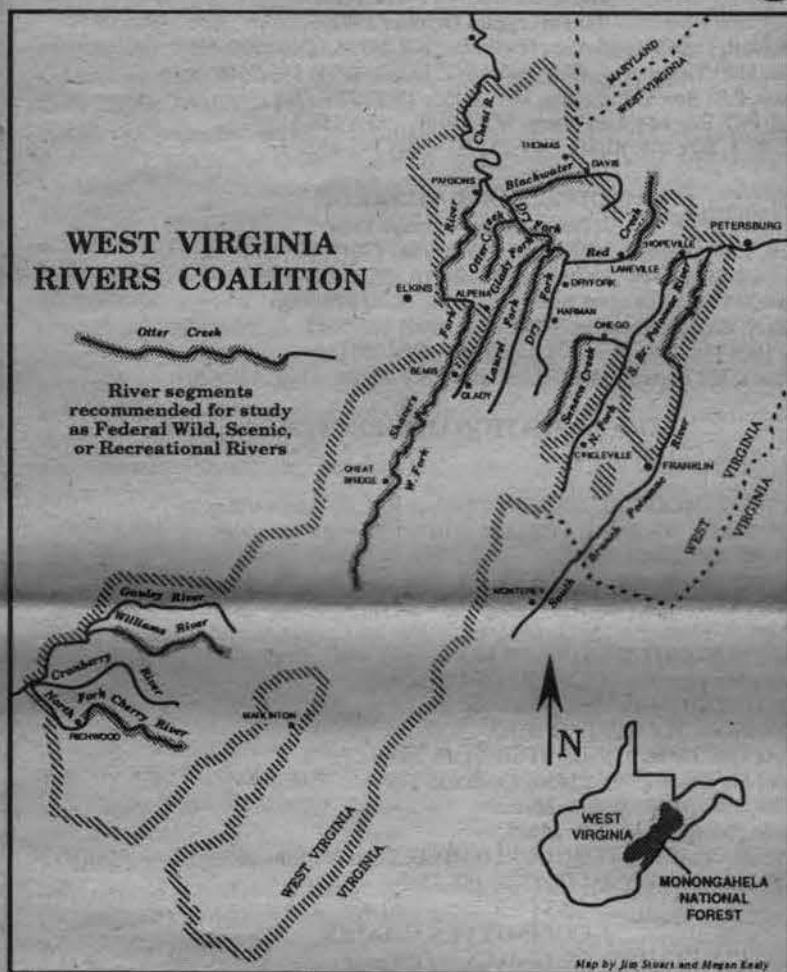 MARYLAND
WEST VIRGINIA
Cheat R.
THOMAS
DAVIS
Blackwater
PARSONS
River
Dry Fork
Otter Creek
Glady Fork
Red
Creek
HOPEVILLE
PETERSBURG
LANEVILLE
WEST VIRGINIA
RIVERS COALITION
ELKINS
ALPENA
Fork
Laurel Fork
Dry Fork
DRYFORK
HARMAN
ONEGO
S. Br. Potomac River
Otter Creek
River segments
recommended for study
as Federal Wild, Scenic,
or Recreational Rivers
BEMIS
GLADY
Seneca Creek
N. Fork
Shavers
W. Fork
CHEAT
BRIDGE
River
FRANKLIN
WEST VIRGINIA
VIRGINIA
South Branch Potomac
MONTEREY
Gauley River
Williams River
Cranberry River
North Fork Cherry River
RICHWOOD
MARLINTON
N
WEST VIRGINIA
VIRGINIA
WEST
VIRGINIA
MONONGAHELA
NATIONAL
FOREST
Map by Jim Stuart and Megan